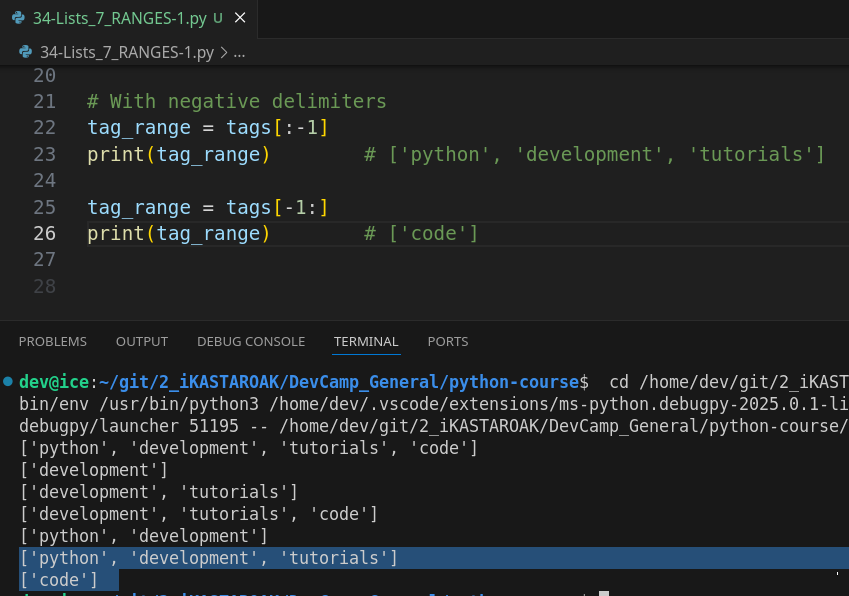 34-Lists_7_RANGES-1.py U ×
34-Lists_7_RANGES-1.py > ...
20
21 # With negative delimiters
22 tag_range = tags[:-1]
23 print(tag_range) # ['python', 'development', 'tutorials']
24
25 tag_range = tags[-1:]
26 print(tag_range) # ['code']
27
28
PROBLEMS OUTPUT DEBUG CONSOLE TERMINAL PORTS
dev@ice:~/git/2_iKASTAROAK/DevCamp_General/python-course$ cd /home/dev/git/2_iKAST
bin/env /usr/bin/python3 /home/dev/.vscode/extensions/ms-python.debugpy-2025.0.1-li
debugpy/launcher 51195 -- /home/dev/git/2_iKASTAROAK/DevCamp_General/python-course/
['python', 'development', 'tutorials', 'code']
['development']
['development', 'tutorials']
['development', 'tutorials', 'code']
['python', 'development']
['python', 'development', 'tutorials']
['code']